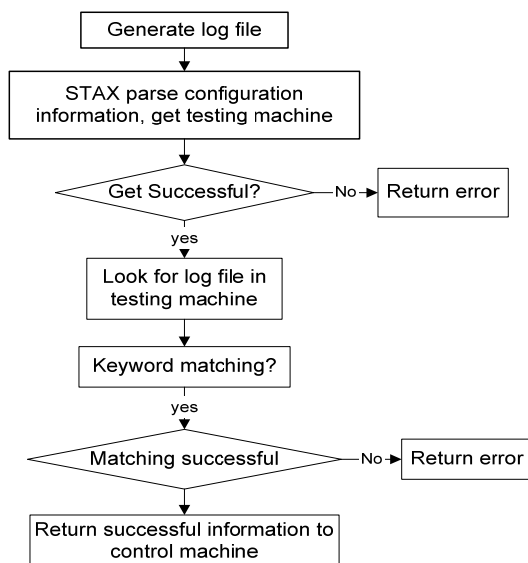 Generate log file
STAX parse configuration
information, get testing machine
Get Successful?
No
Return error
yes
Look for log file in
testing machine
Keyword matching?
yes
Matching successful
No
Return error
Return successful information to
control machine